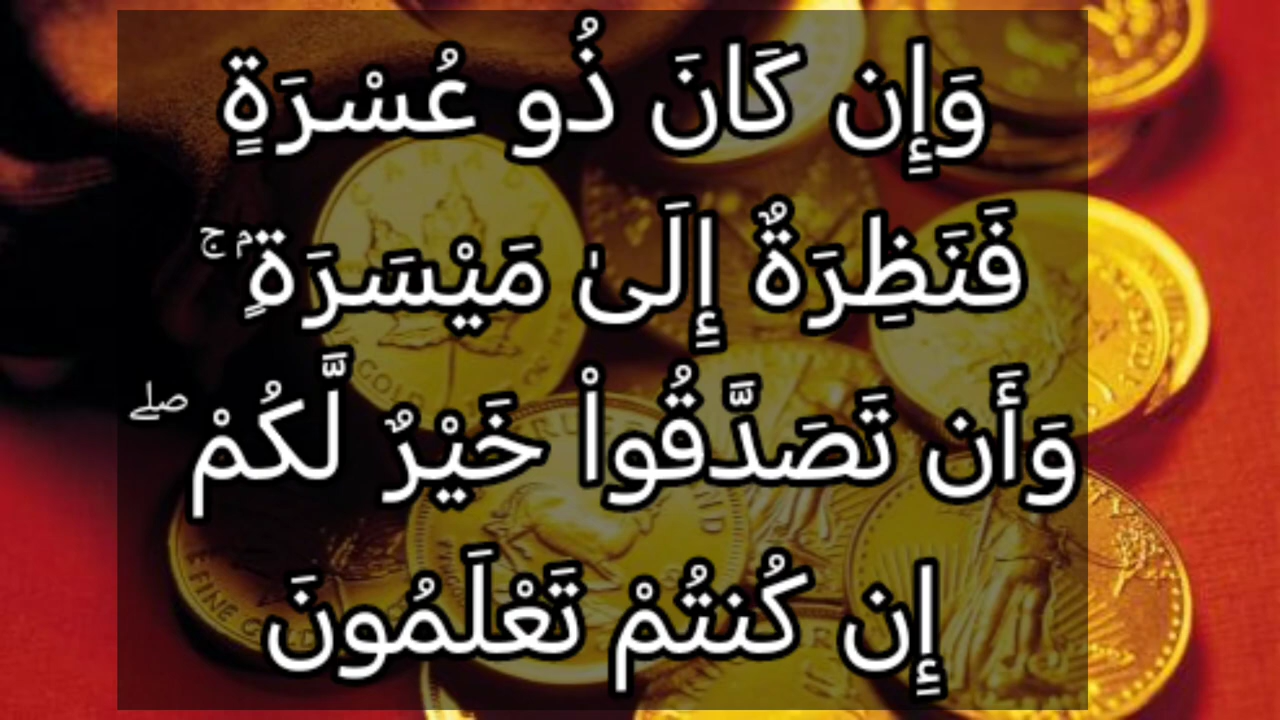 وَإِن كَانَ ذُو عُسْرَةٍ
فَنَظِرَةٌ إِلَىٰ مَيْسَرَةٍۢ ۚ
وَأَن تَصَدَّقُوا۟ خَيْرٌ لَّكُمْ ۖ
إِن كُنتُمْ تَعْلَمُونَ